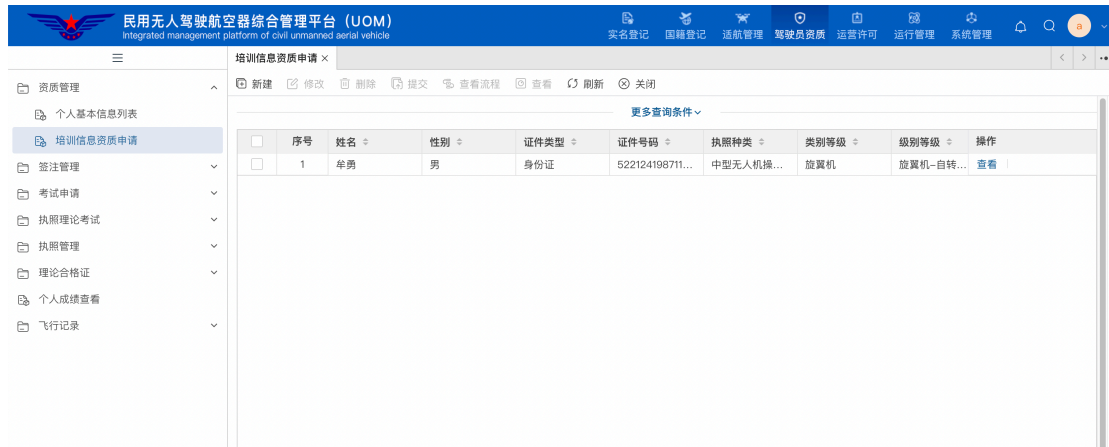 民用无人驾驶航空器综合管理平台（UOM）
Integrated management platform of civil unmanned aerial vehicle
实名登记 国籍登记 适航管理 驾驶员资质 运营许可 运行管理 系统管理 a
培训信息资质申请 ×
新建 修改 删除 提交 查看流程 查看 刷新 关闭
更多查询条件
资质管理
个人基本信息列表
培训信息资质申请
签注管理
考试申请
执照理论考试
执照管理
理论合格证
个人成绩查看
飞行记录
序号 姓名 性别 证件类型 证件号码 执照种类 类别等级 级别等级 操作
1 牟勇 男 身份证 522124198711... 中型无人机操... 旋翼机 旋翼机-自转... 查看